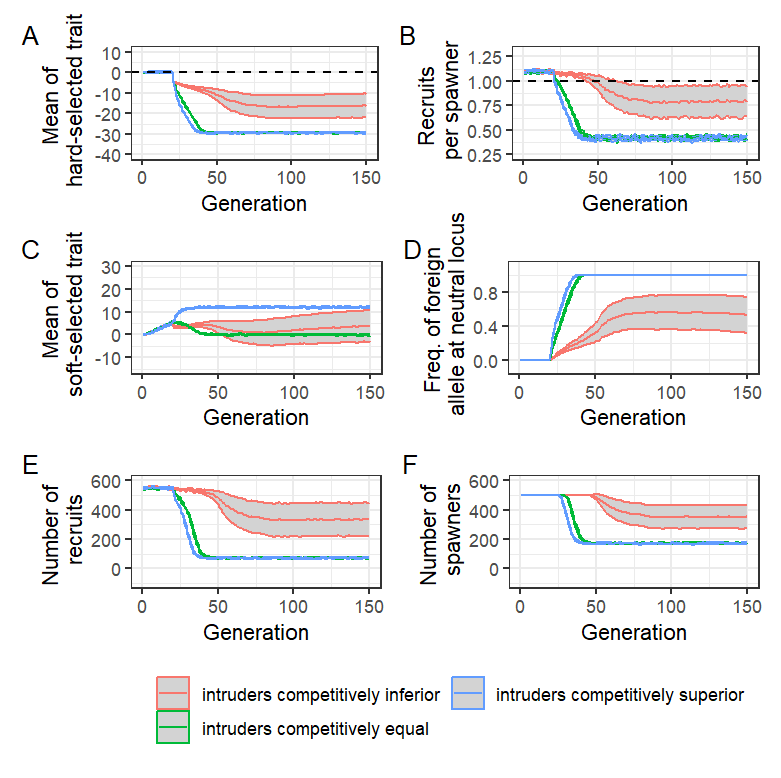 A
Mean of
hard-selected trait
10
0
-10
-20
-30
-40
0
50
100
150
Generation
B
Recruits
per spawner
1.25
1.00
0.75
0.50
0.25
0
50
100
150
Generation
C
Mean of
soft-selected trait
30
20
10
0
-10
0
50
100
150
Generation
D
Freq. of foreign
allele at neutral locus
0.8
0.4
0.0
0
50
100
150
Generation
E
Number of
recruits
600
400
200
0
0
50
100
150
Generation
F
Number of
spawners
600
400
200
0
0
50
100
150
Generation
intruders competitively inferior
intruders competitively superior
intruders competitively equal